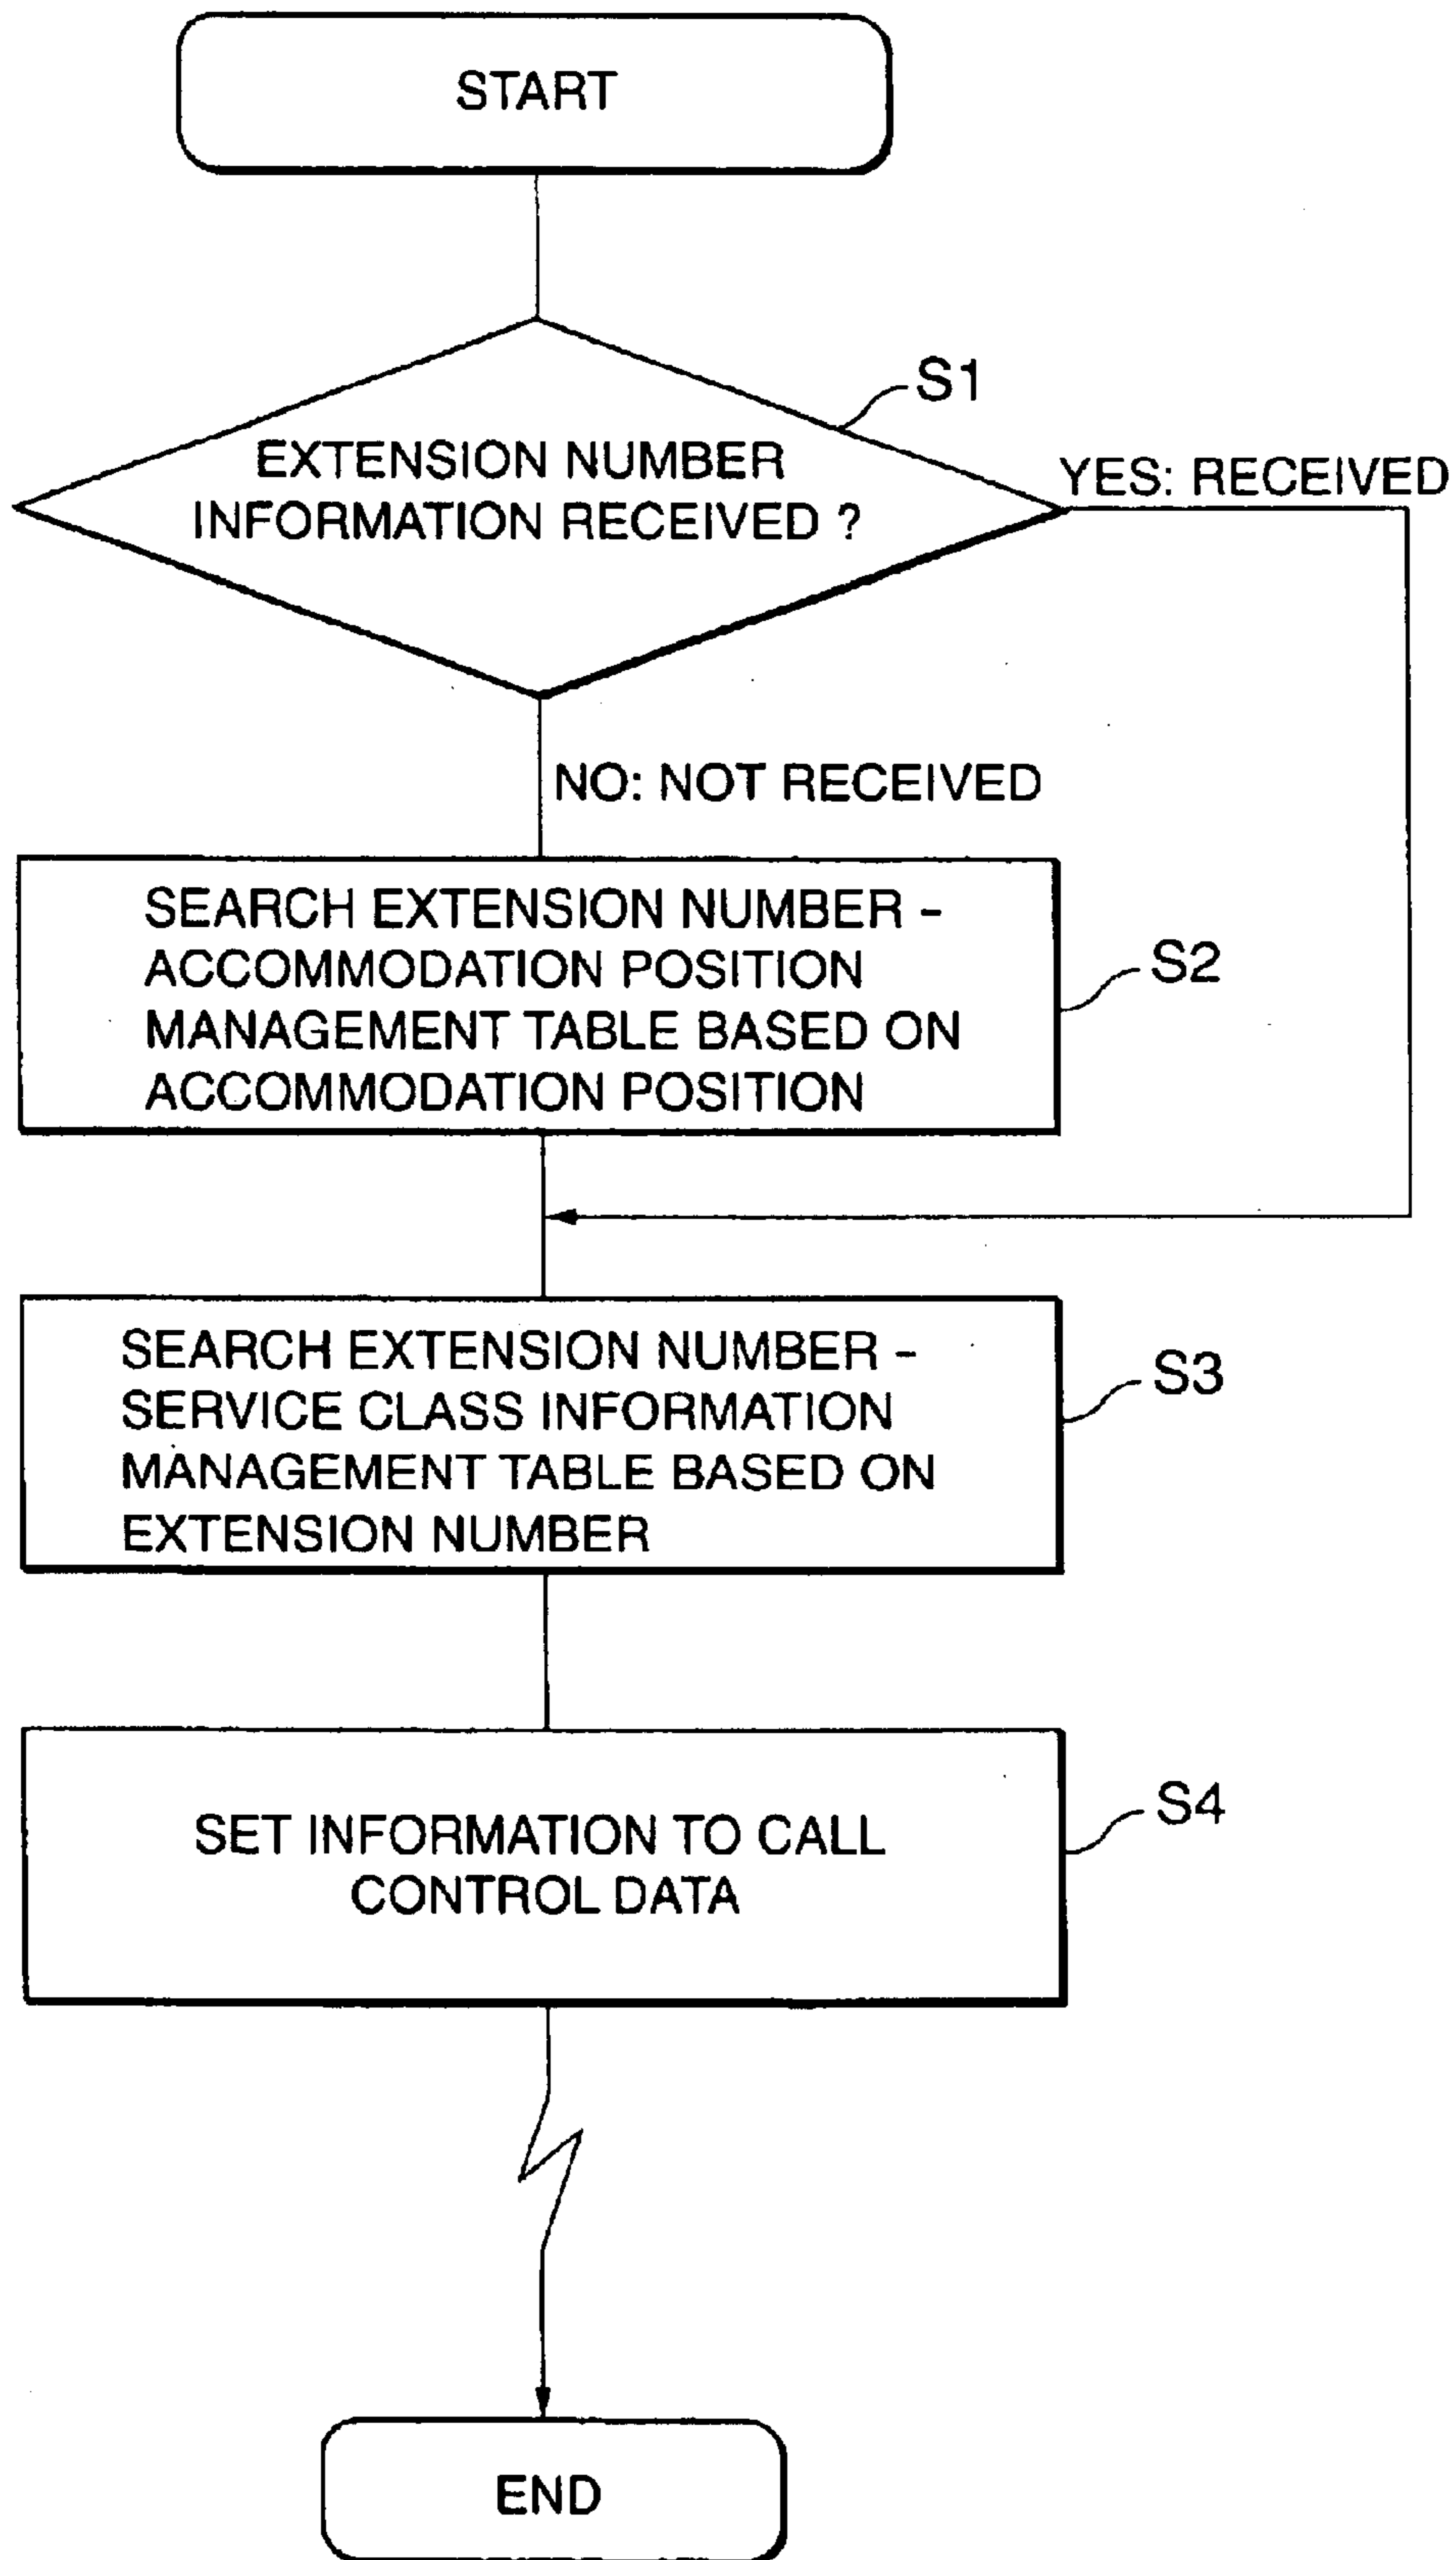 START
S1
EXTENSION NUMBER
INFORMATION RECEIVED ?
YES: RECEIVED
NO: NOT RECEIVED
SEARCH EXTENSION NUMBER -
ACCOMMODATION POSITION
MANAGEMENT TABLE BASED ON
ACCOMMODATION POSITION
S2
SEARCH EXTENSION NUMBER -
SERVICE CLASS INFORMATION
MANAGEMENT TABLE BASED ON
EXTENSION NUMBER
S3
SET INFORMATION TO CALL
CONTROL DATA
S4
END